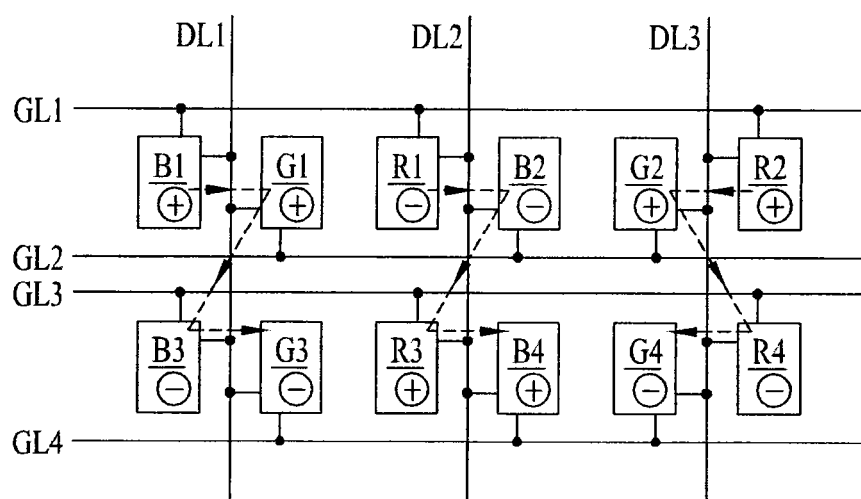 DL1 DL2 DL3
GL1
B1 G1 R1 B2 G2 R2
+ + − − + +
GL2
GL3
B3 G3 R3 B4 G4 R4
− − + + − −
GL4